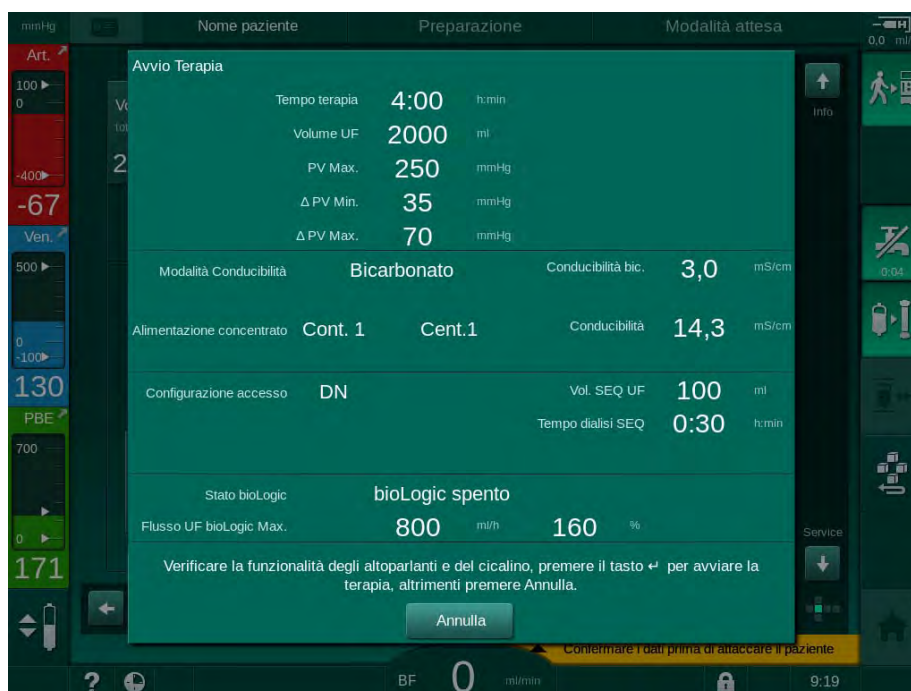 mmHg
Nome paziente
Preparazione
Modalità attesa
0,0 ml/
Art.
100
0
-400
-67
Ven.
500
0
-100
130
PBE
700
0
171
Avvio Terapia
Tempo terapia 4:00 h:min
Volume UF 2000 ml
PV Max. 250 mmHg
Δ PV Min. 35 mmHg
Δ PV Max. 70 mmHg
Modalità Conducibilità Bicarbonato Conducibilità bic. 3,0 mS/cm
Alimentazione concentrato Cont. 1 Cent.1 Conducibilità 14,3 mS/cm
Configurazione accesso DN Vol. SEQ UF 100 ml
Tempo dialisi SEQ 0:30 h:min
Stato bioLogic bioLogic spento
Flusso UF bioLogic Max. 800 ml/h 160 %
Verificare la funzionalità degli altoparlanti e del cicalino, premere il tasto ↵ per avviare la
terapia, altrimenti premere Annulla.
Annulla
Info
Service
0:04
Confermare i dati prima di attaccare il paziente
? BF 0 ml/min 9:19